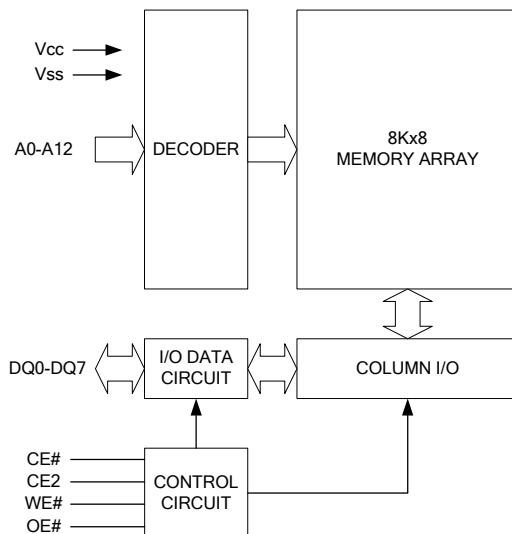 Vcc
Vss
A0-A12
DECODER
8Kx8
MEMORY ARRAY
DQ0-DQ7
I/O DATA
CIRCUIT
COLUMN I/O
CE#
CE2
WE#
OE#
CONTROL
CIRCUIT